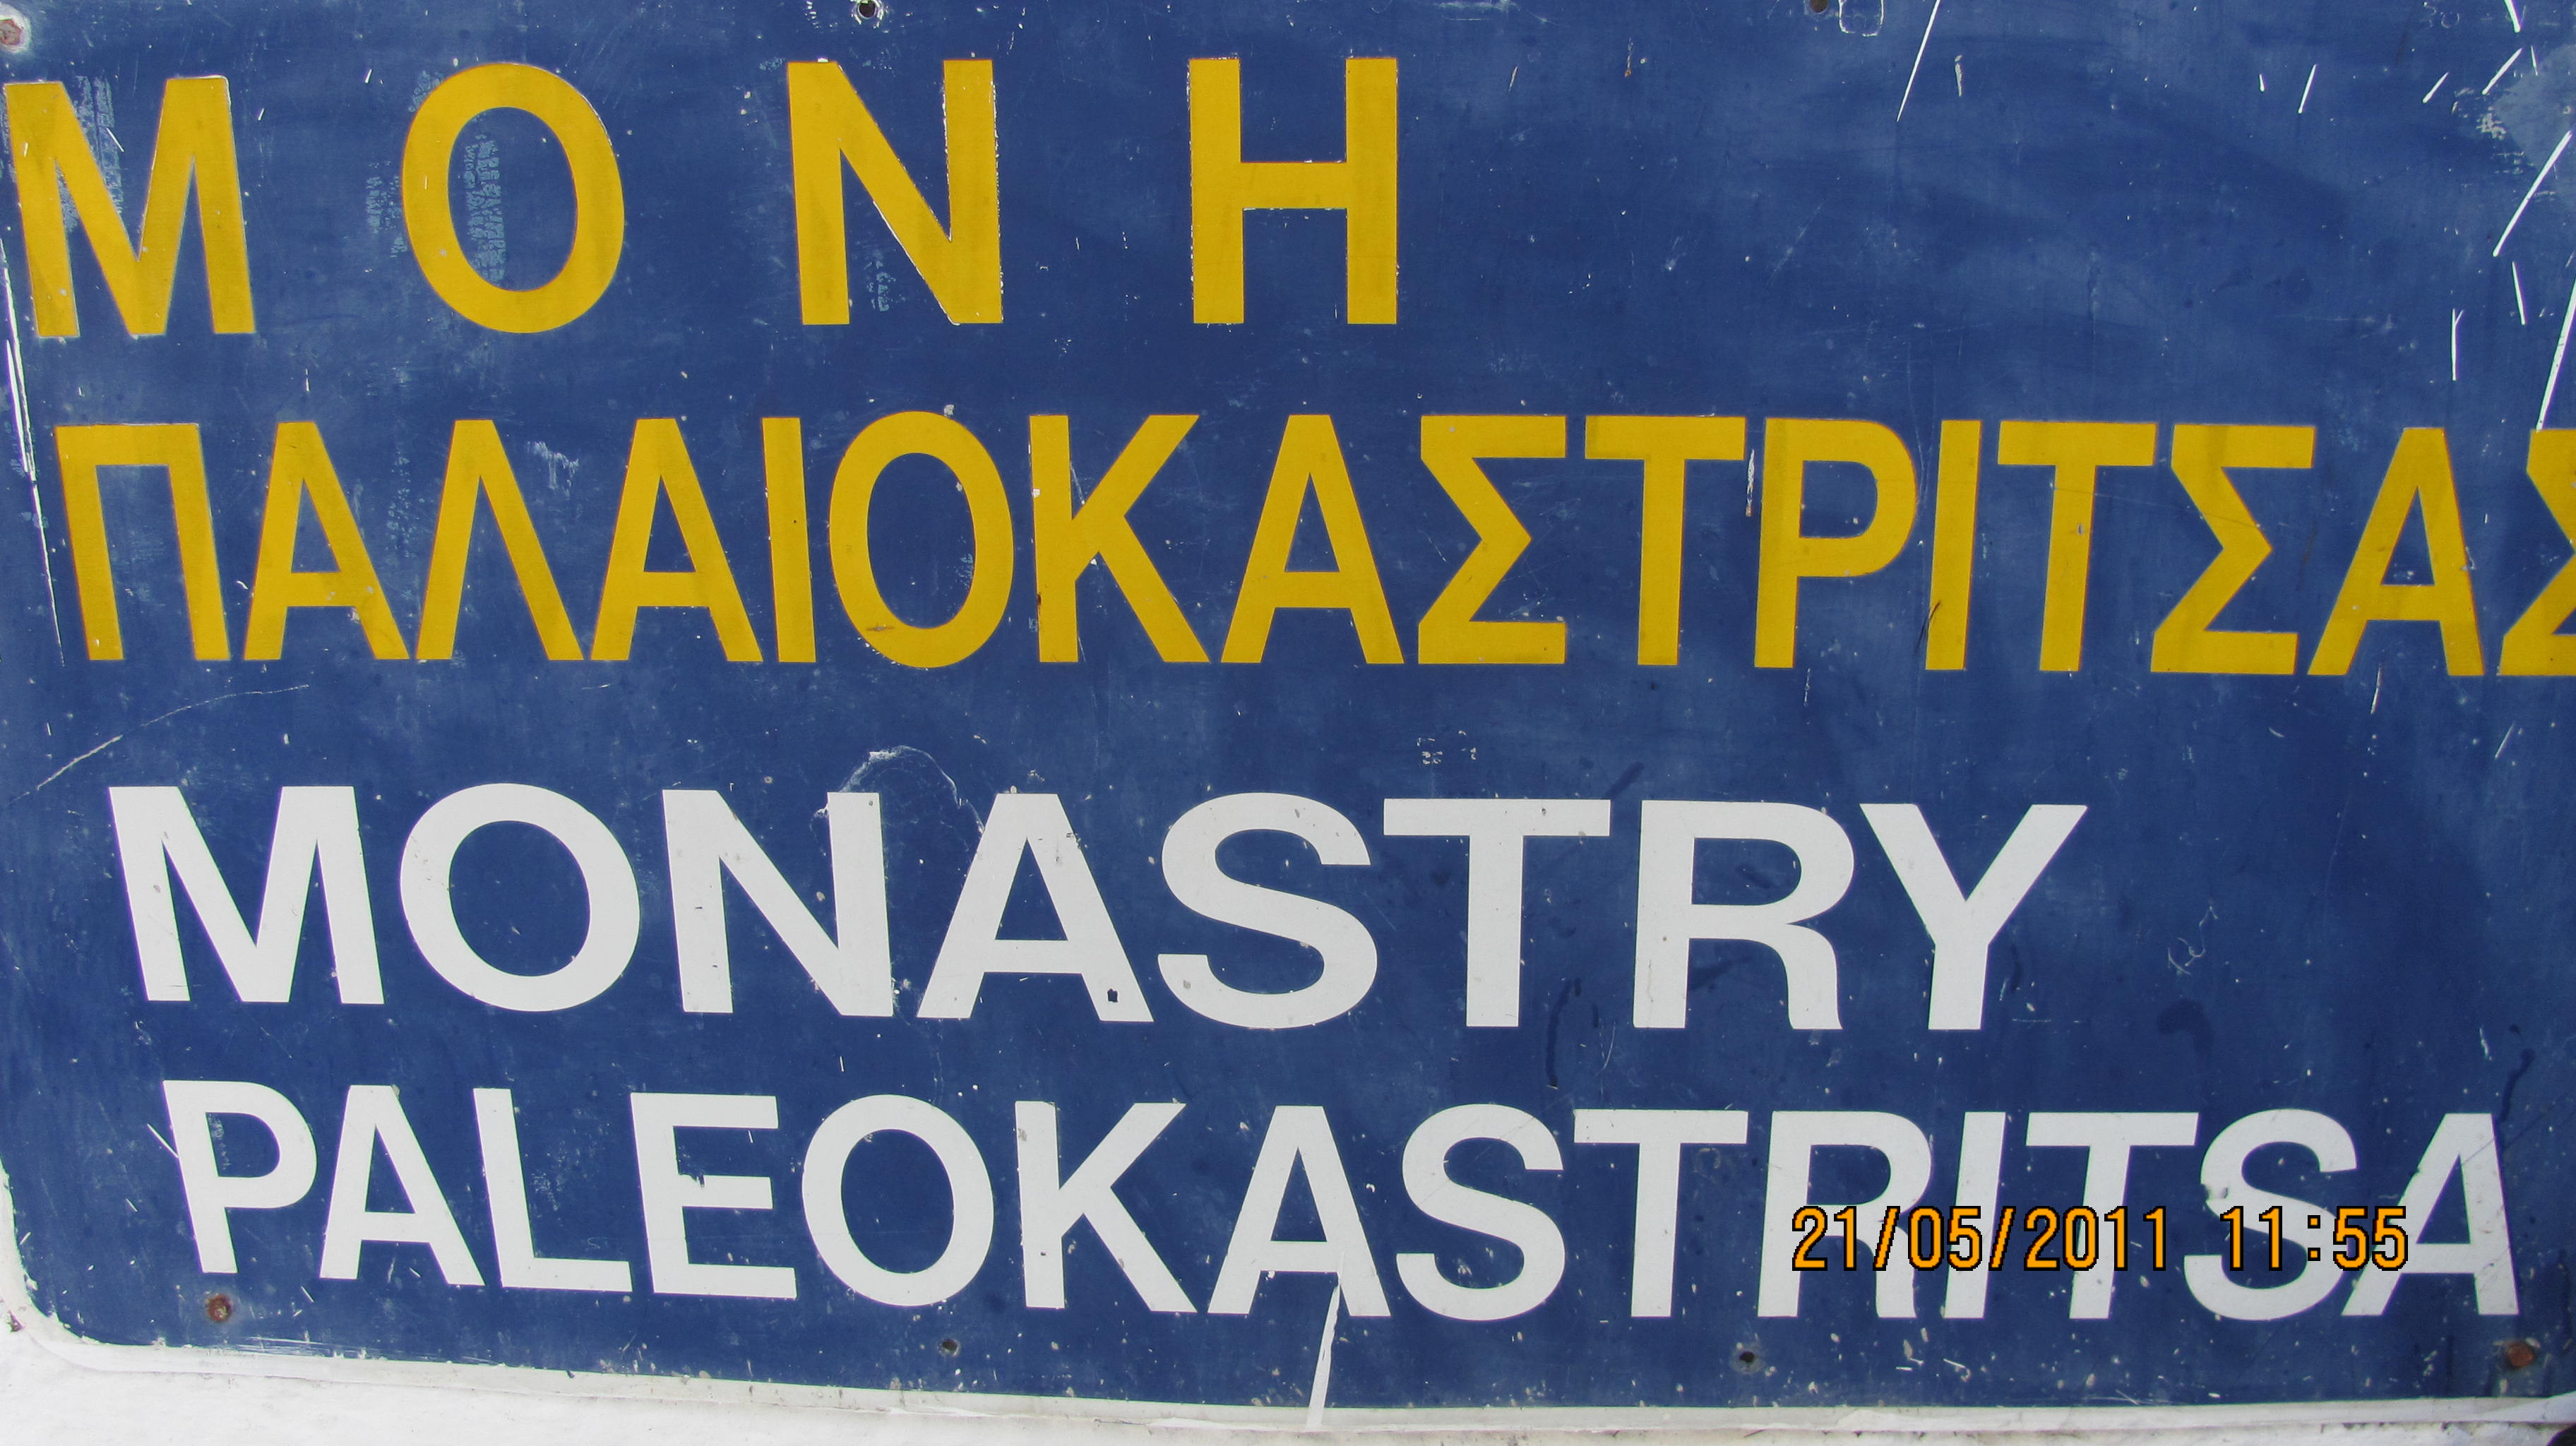 ΜΟΝΗ
ΠΑΛΑΙΟΚΑΣΤΡΙΤΣΑΣ
MONASTRY
PALEOKASTRITSA
21/05/2011 11:55